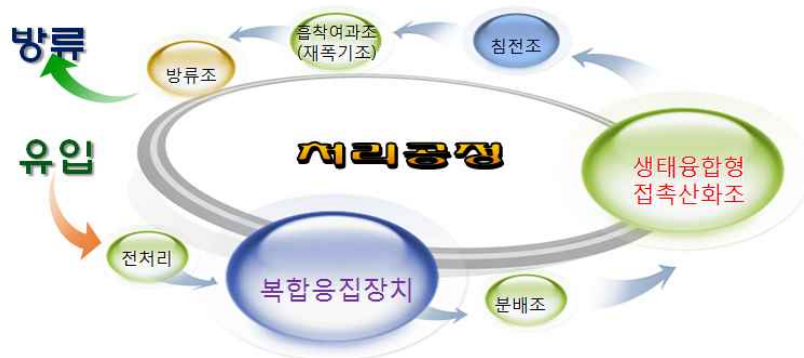 방류
방류조
흡착여과조
(재폭기조)
침전조
유입
처리공정
생태융합형
접촉산화조
전처리
복합응집장치
분배조